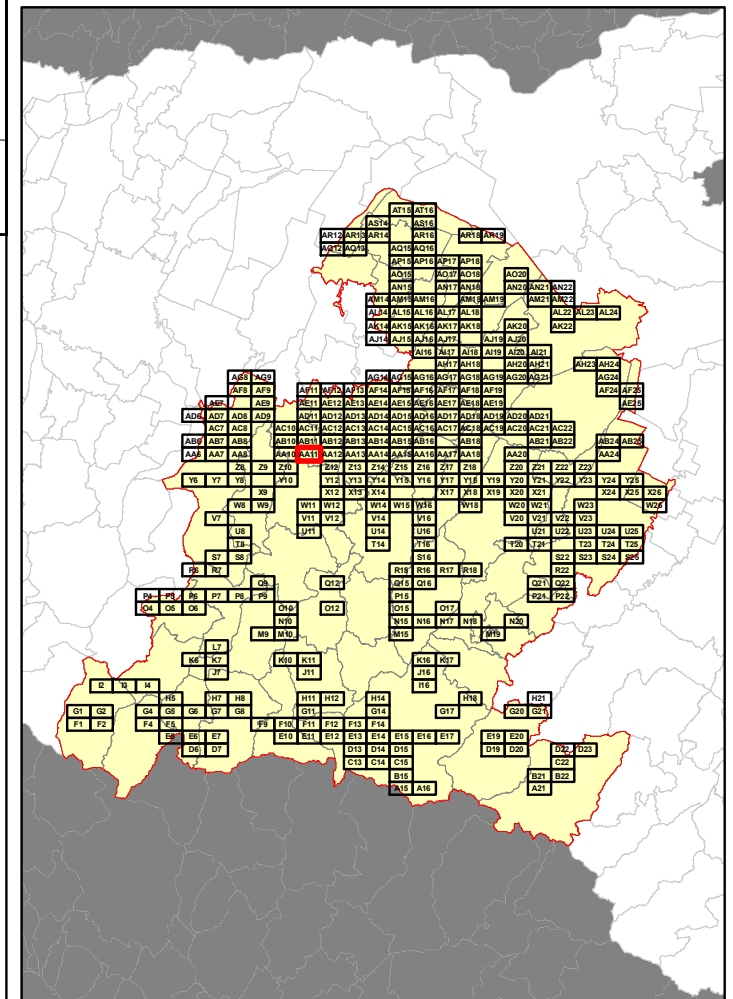 AT15 AT16
AS14 AS16
AR12 AR13 AR14 AR16 AR18 AR19
AQ12 AQ13 AQ15 AQ16
AP15 AP16 AP17 AP18
AO15 AO17 AO18 AO20
AN15 AN17 AN18 AN20 AN21 AN22
AM14 AM15 AM16 AM18 AM19 AM21 AM22
AL14 AL15 AL16 AL17 AL18 AL22 AL23 AL24
AK14 AK15 AK16 AK17 AK18 AK20 AK22
AJ14 AJ15 AJ16 AJ17 AJ19 AJ20
AI16 AI17 AI18 AI19 AI20 AI21
AH17 AH18 AH20 AH21 AH23 AH24
AG8 AG9 AG14 AG15 AG16 AG17 AG18 AG19 AG20 AG21 AG24
AF8 AF9 AF11 AF12 AF13 AF14 AF15 AF16 AF17 AF18 AF19 AF24 AF25
AE7 AE9 AE11 AE12 AE13 AE14 AE15 AE16 AE17 AE18 AE19 AE25
AD6 AD7 AD8 AD9 AD11 AD12 AD13 AD14 AD15 AD16 AD17 AD18 AD19 AD20 AD21
AC7 AC8 AC10 AC11 AC12 AC13 AC14 AC15 AC16 AC17 AC18 AC19 AC20 AC21 AC22
AB6 AB7 AB8 AB10 AB11 AB12 AB13 AB14 AB15 AB16 AB17 AB18 AB21 AB22 AB24 AB25
AA6 AA7 AA8 AA10 AA11 AA12 AA13 AA14 AA15 AA16 AA17 AA18 AA20 AA24
Z8 Z9 Z10 Z12 Z13 Z14 Z15 Z16 Z17 Z18 Z20 Z21 Z22 Z23
Y6 Y7 Y8 Y10 Y12 Y13 Y14 Y15 Y16 Y17 Y18 Y19 Y20 Y21 Y22 Y23 Y24 Y25
X9 X12 X13 X14 X17 X18 X19 X20 X21 X24 X25 X26
W8 W9 W11 W12 W14 W15 W16 W18 W20 W21 W23 W26
V7 V11 V12 V14 V16 V20 V21 V22 V23
U8 U11 U14 U16 U21 U22 U23 U24 U25
T8 T14 T16 T20 T21 T23 T24 T25
S7 S8 S16 S22 S23 S24 S25
R6 R7 R15 R16 R17 R18 R22
Q9 Q12 Q15 Q16 Q21 Q22
P4 P5 P6 P7 P8 P9 P15 P21 P22
O4 O5 O6 O10 O12 O15 O17
N10 N15 N16 N17 N18 N20
M9 M10 M15 M19
L7
K6 K7 K10 K11 K16 K17
J7 J11 J16
I2 I3 I4 I16
H5 H7 H8 H11 H12 H14 H18 H21
G1 G2 G4 G5 G6 G7 G8 G11 G14 G17 G20 G21
F1 F2 F4 F5 F9 F10 F11 F12 F13 F14
E5 E6 E7 E10 E11 E12 E13 E14 E15 E16 E17 E19 E20
D6 D7 D13 D14 D15 D19 D20 D22 D23
C13 C14 C15 C22
B15 B21 B22
A15 A16 A21